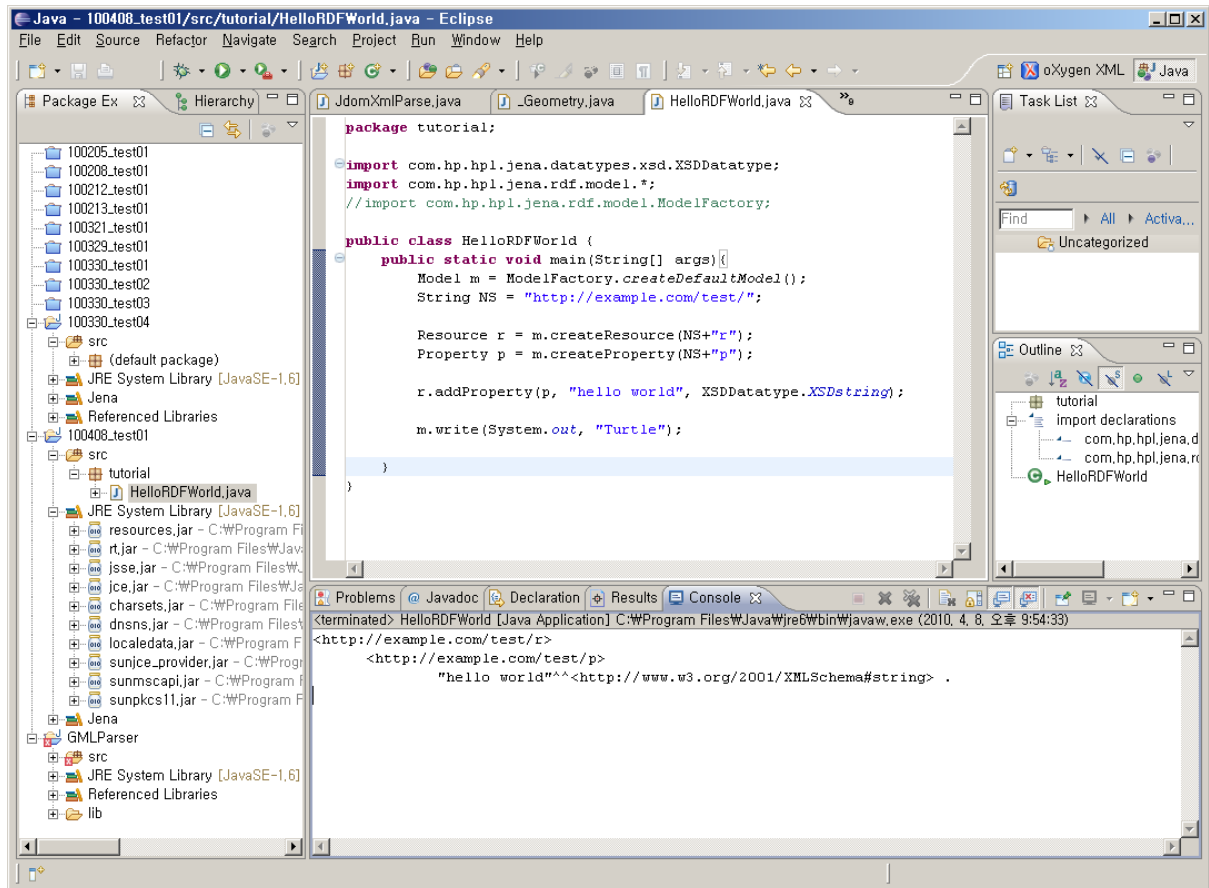 Java - 100408_test01/src/tutorial/HelloRDFWorld.java - Eclipse
File Edit Source Refactor Navigate Search Project Run Window Help
oXygen XML Java
Package Ex Hierarchy
100205_test01
100208_test01
100212_test01
100213_test01
100321_test01
100329_test01
100330_test01
100330_test02
100330_test03
100330_test04
src
(default package)
JRE System Library [JavaSE-1.6]
Jena
Referenced Libraries
100408_test01
src
tutorial
HelloRDFWorld.java
JRE System Library [JavaSE-1.6]
resources.jar - C:₩Program Fi
rt.jar - C:₩Program Files₩Jav
jsse.jar - C:₩Program Files₩J
jce.jar - C:₩Program Files₩Ja
charsets.jar - C:₩Program File
dnsns.jar - C:₩Program Files₩
localedata.jar - C:₩Program F
sunjce_provider.jar - C:₩Progr
sunmscapi.jar - C:₩Program F
sunpkcs11.jar - C:₩Program F
Jena
GMLParser
src
JRE System Library [JavaSE-1.6]
Referenced Libraries
lib
JdomXmlParse.java _Geometry.java HelloRDFWorld.java »9
package tutorial;
import com.hp.hpl.jena.datatypes.xsd.XSDDatatype;
import com.hp.hpl.jena.rdf.model.*;
//import com.hp.hpl.jena.rdf.model.ModelFactory;
public class HelloRDFWorld {
public static void main(String[] args){
Model m = ModelFactory.createDefaultModel();
String NS = "http://example.com/test/";
Resource r = m.createResource(NS+"r");
Property p = m.createProperty(NS+"p");
r.addProperty(p, "hello world", XSDDatatype.XSDstring);
m.write(System.out, "Turtle");
}
}
Task List
Find All Activa...
Uncategorized
Outline
tutorial
import declarations
com.hp.hpl.jena.d
com.hp.hpl.jena.rd
HelloRDFWorld
Problems @ Javadoc Declaration Results Console
<terminated> HelloRDFWorld [Java Application] C:₩Program Files₩Java₩jre6₩bin₩javaw.exe (2010. 4. 8. 오후 9:54:33)
<http://example.com/test/r>
<http://example.com/test/p>
"hello world"^^<http://www.w3.org/2001/XMLSchema#string> .